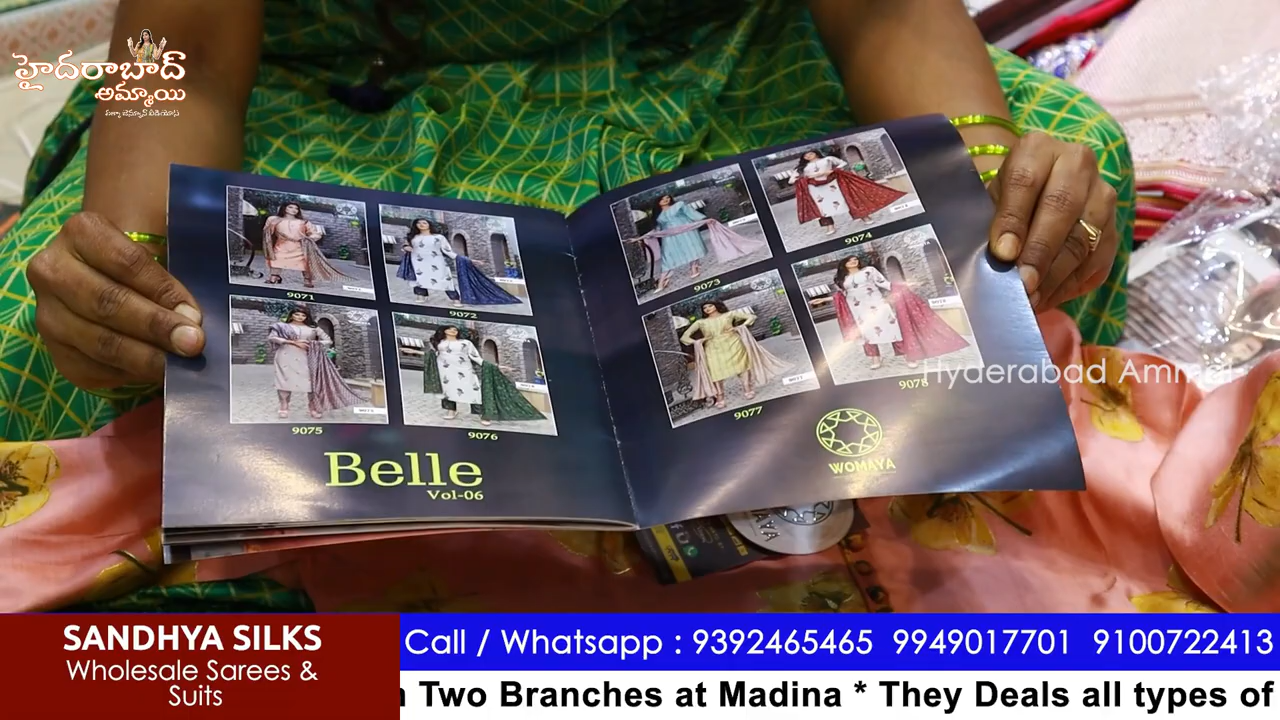 హైదరాబాద్
అమ్మాయి
9071
9072
9073
9074
9075
9076
9077
9078
Belle
Vol-06
WOMAYA
Hyderabad Ammai
SANDHYA SILKS
Wholesale Sarees &
Suits
Call / Whatsapp : 9392465465 9949017701 9100722413
Two Branches at Madina * They Deals all types of